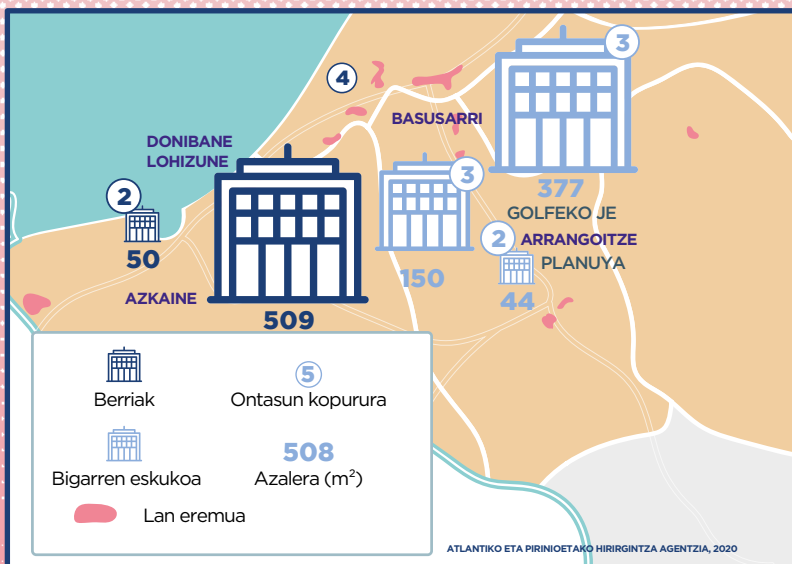 3
4
BASUSARRI
DONIBANE
LOHIZUNE
3
2
377
GOLFEKO JE
2
ARRANGOITZE
50
PLANUYA
150
AZKAINE
44
509
5
Berriak
Ontasun kopurura
508
Bigarren eskukoa
Azalera (m²)
Lan eremua
ATLANTIKO ETA PIRINIOETAKO HIRIRGINTZA AGENTZIA, 2020